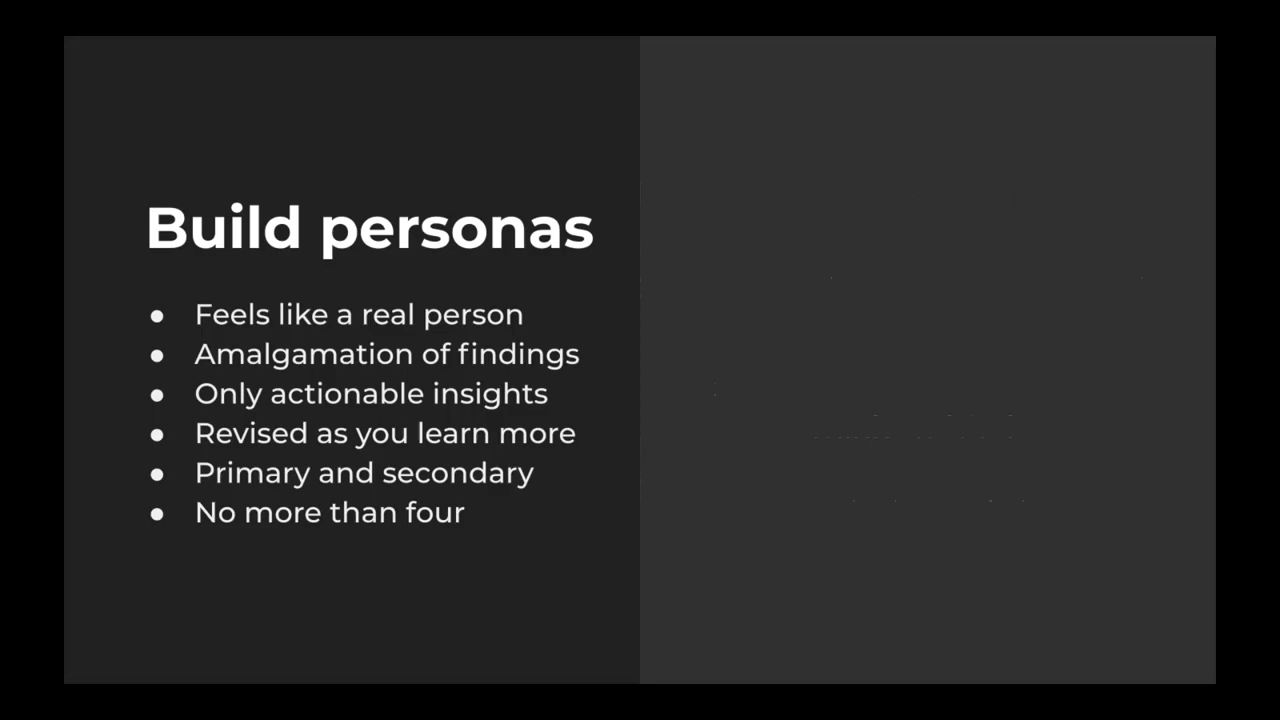 Build personas
● Feels like a real person
● Amalgamation of findings
● Only actionable insights
● Revised as you learn more
● Primary and secondary
● No more than four